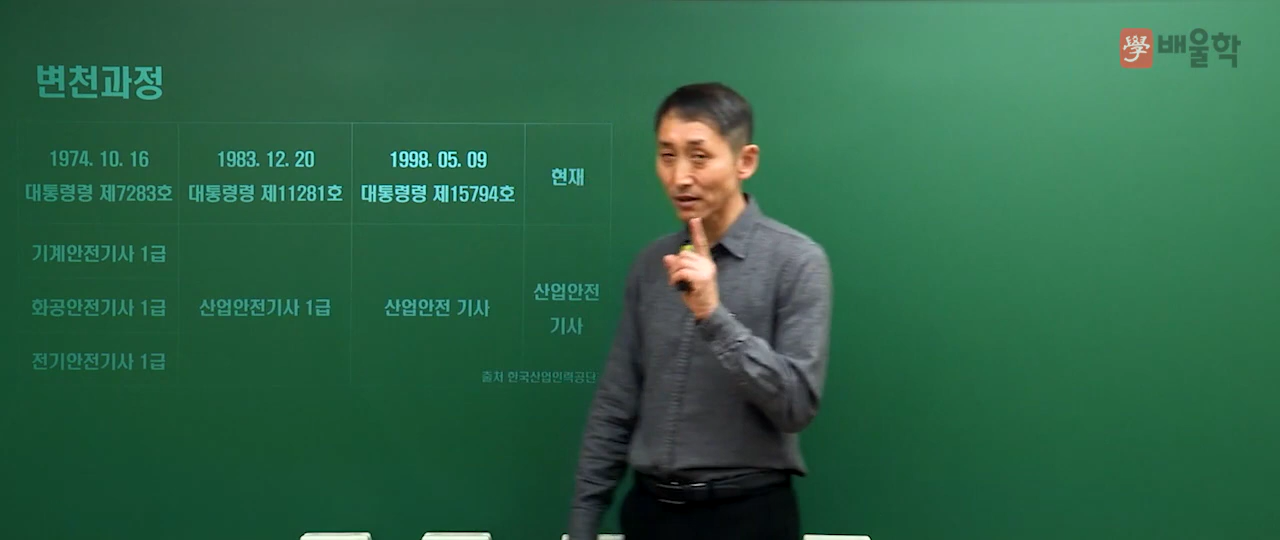 學 배울학
변천과정
1974. 10. 16
대통령령 제7283호
1983. 12. 20
대통령령 제11281호
1998. 05. 09
대통령령 제15794호
현재
기계안전기사 1급
화공안전기사 1급
전기안전기사 1급
산업안전기사 1급
산업안전 기사
산업안전
기사
출처 한국산업인력공단